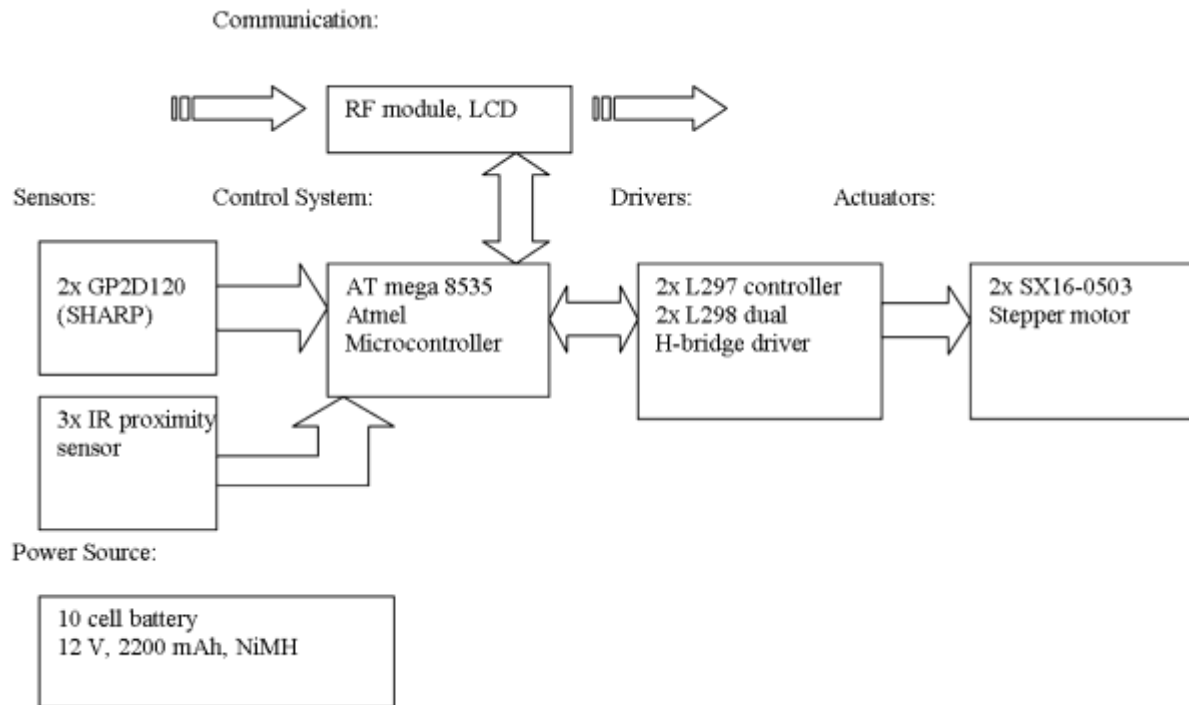 Communication:
RF module, LCD
Sensors:
Control System:
Drivers:
Actuators:
2x GP2D120
(SHARP)
AT mega 8535
Atmel
Microcontroller
2x L297 controller
2x L298 dual
H-bridge driver
2x SX16-0503
Stepper motor
3x IR proximity
sensor
Power Source:
10 cell battery
12 V, 2200 mAh, NiMH